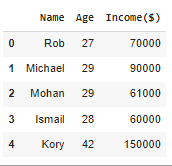 Name Age Income($)
0 Rob 27 70000
1 Michael 29 90000
2 Mohan 29 61000
3 Ismail 28 60000
4 Kory 42 150000